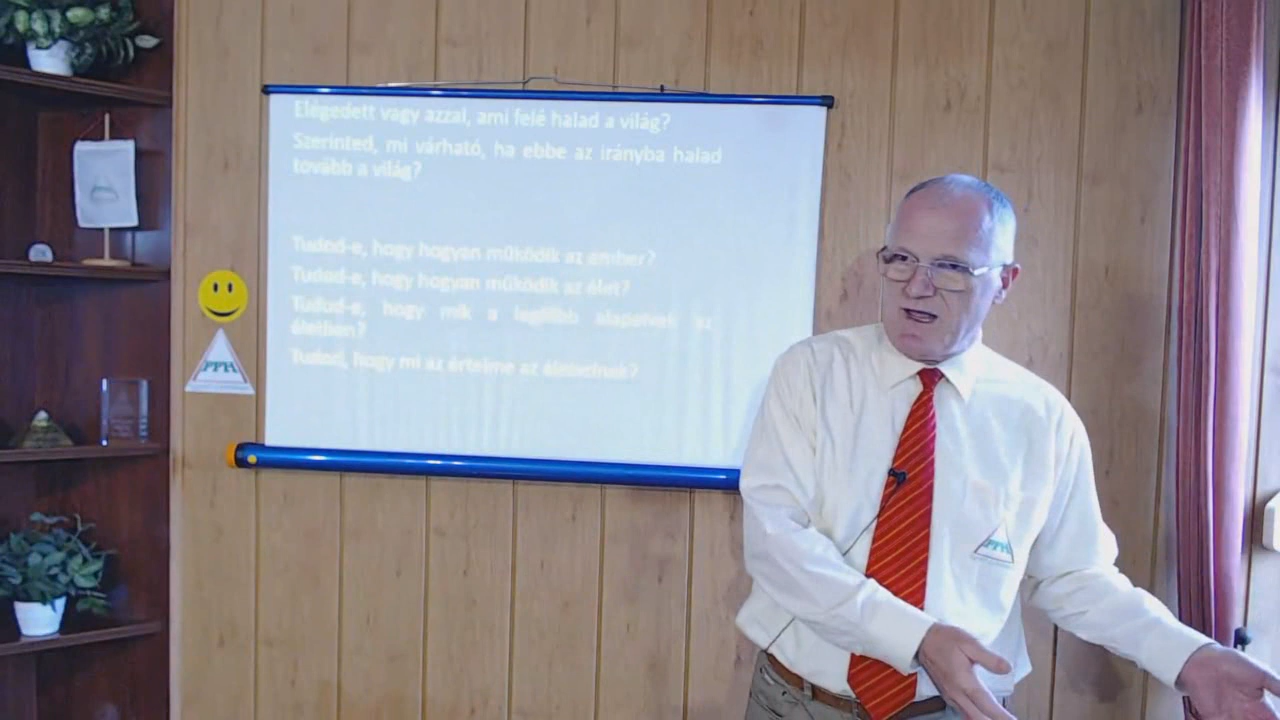 Elégedett vagy azzal, ami felé halad a világ?
Szerinted, mi várható, ha ebbe az irányba halad
tovább a világ?
Tudod-e, hogy hogyan működik az ember?
Tudod-e, hogy hogyan működik az élet?
Tudod-e, hogy mik a legfőbb alapelvek az
életben?
Tudod, hogy mi az értelme az életednek?
PPH
PPH